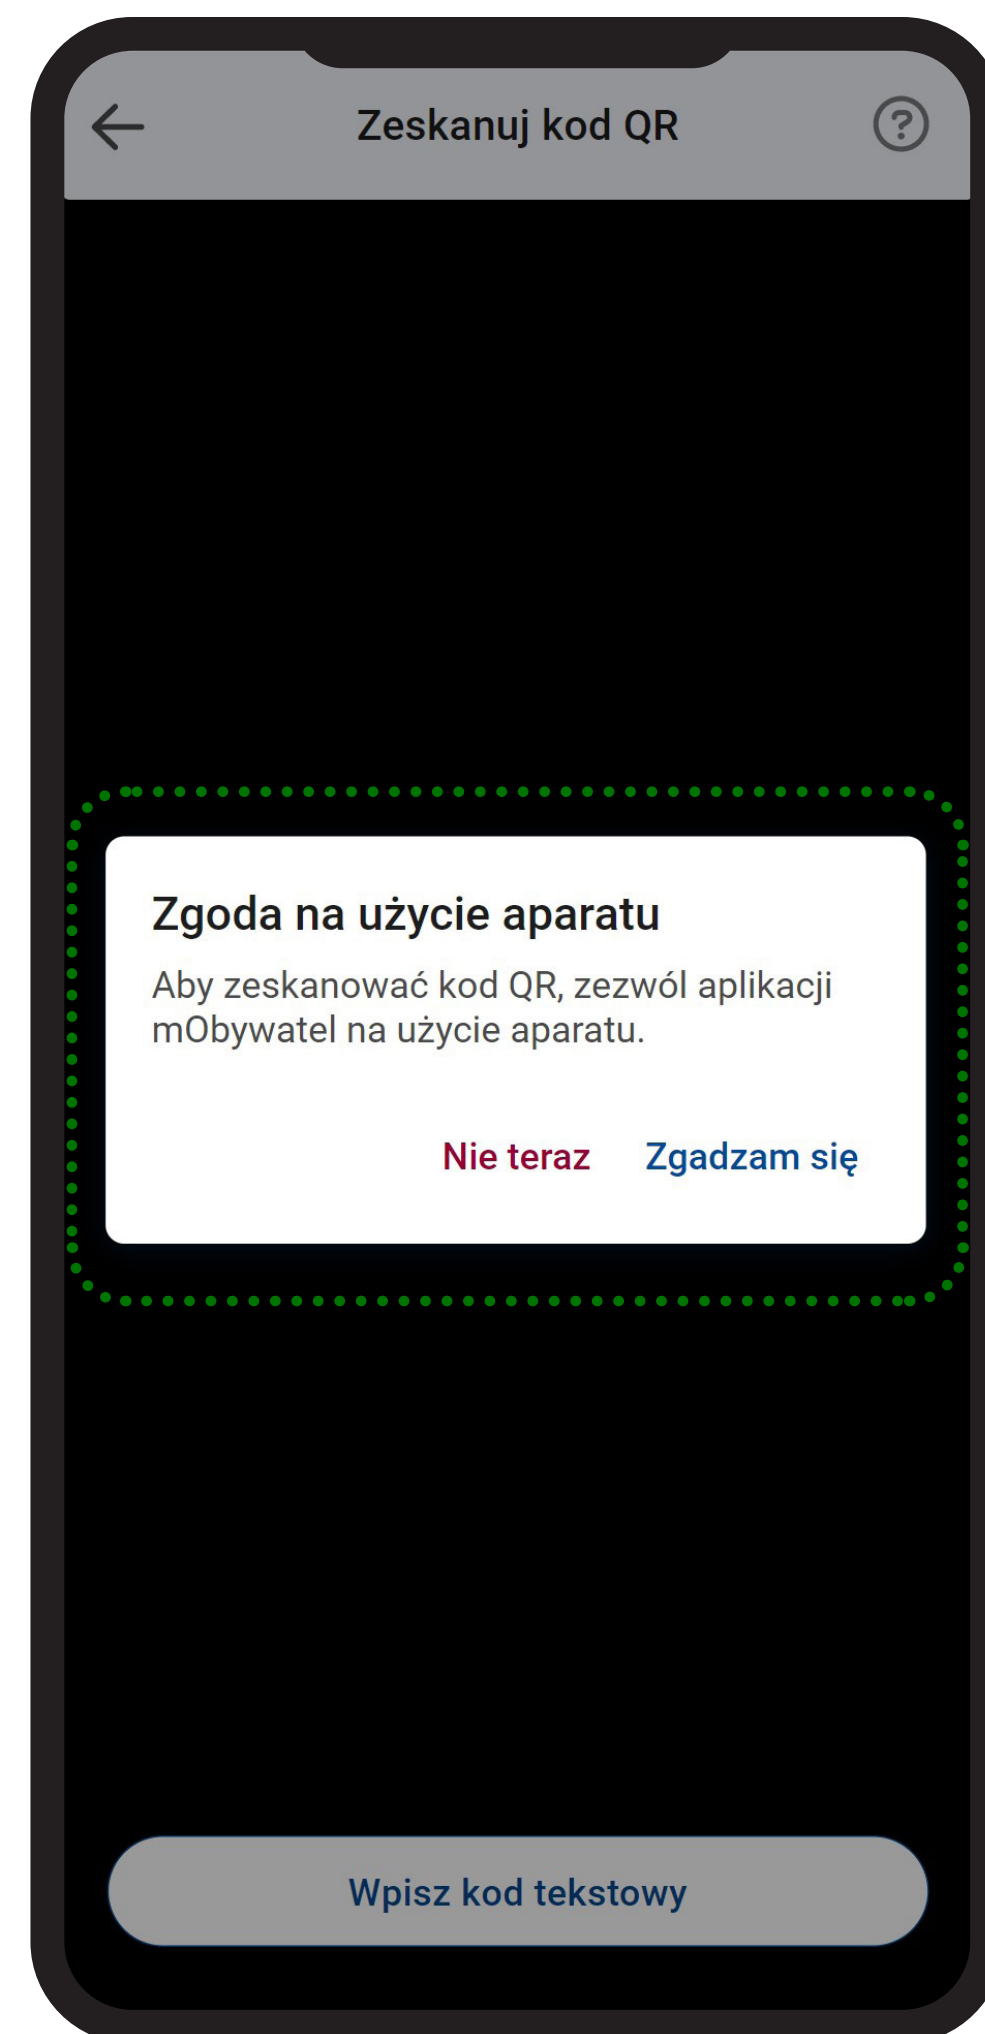 Zeskanuj kod QR
?
Zgoda na użycie aparatu
Aby zeskanować kod QR, zezwól aplikacji
mObywatel na użycie aparatu.
Nie teraz Zgadzam się
Wpisz kod tekstowy